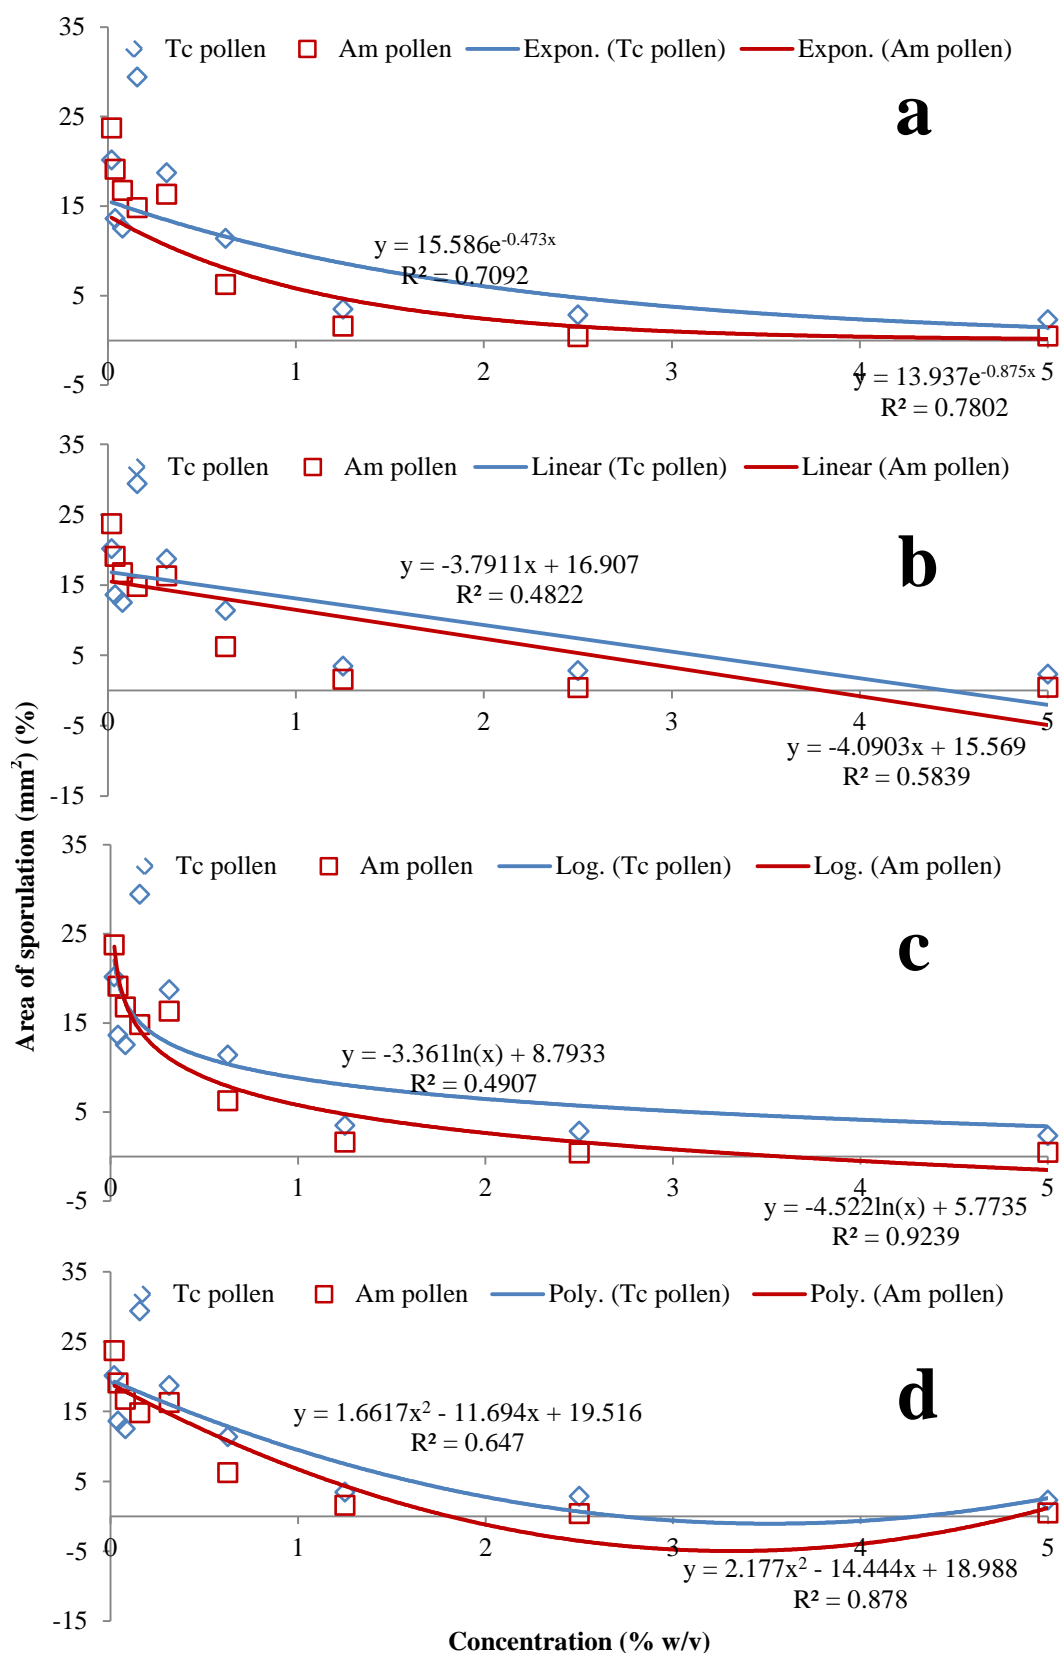 35
Tc pollen Am pollen Expon. (Tc pollen) Expon. (Am pollen)
a
25
15
y = 15.586e^-0.473x
R² = 0.7092
5
0 1 2 3 4 5
-5
y = 13.937e^-0.875x
R² = 0.7802
35
Tc pollen Am pollen Linear (Tc pollen) Linear (Am pollen)
25
b
y = -3.7911x + 16.907
15
R² = 0.4822
5
0 1 2 3 4 5
-5
y = -4.0903x + 15.569
R² = 0.5839
-15
Area of sporulation (mm²) (%)
35
Tc pollen Am pollen Log. (Tc pollen) Log. (Am pollen)
25
c
15
y = -3.361ln(x) + 8.7933
R² = 0.4907
5
0 1 2 3 4 5
-5
y = -4.522ln(x) + 5.7735
R² = 0.9239
35
Tc pollen Am pollen Poly. (Tc pollen) Poly. (Am pollen)
25
d
15
y = 1.6617x² - 11.694x + 19.516
R² = 0.647
5
0 1 2 3 4 5
-5
y = 2.177x² - 14.444x + 18.988
R² = 0.878
-15
Concentration (% w/v)